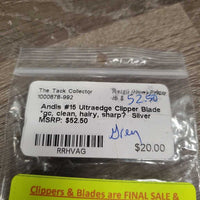 The Tack Collector
1000878-992
$52.50
Andis #15 Ultraedge Clipper Blade
*gc, clean, hairy, sharp? Silver
MSRP: $52.50
Grey
RRHVAG
$20.00
Clippers & Blades are FINAL SALE &